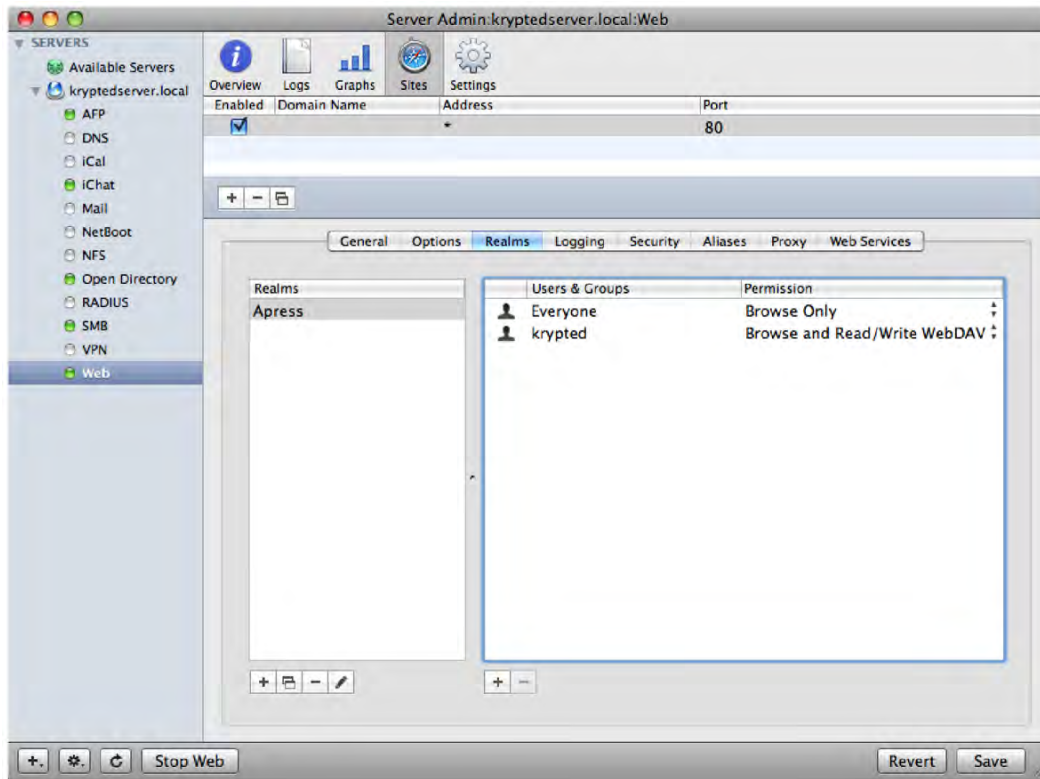 Server Admin:kryptedserver.local:Web
SERVERS
Available Servers
kryptedserver.local
AFP
DNS
iCal
iChat
Mail
NetBoot
NFS
Open Directory
RADIUS
SMB
VPN
Web
Overview Logs Graphs Sites Settings
Enabled Domain Name Address Port
* 80
General Options Realms Logging Security Aliases Proxy Web Services
Realms
Apress
Users & Groups Permission
Everyone Browse Only
krypted Browse and Read/Write WebDAV
Stop Web Revert Save